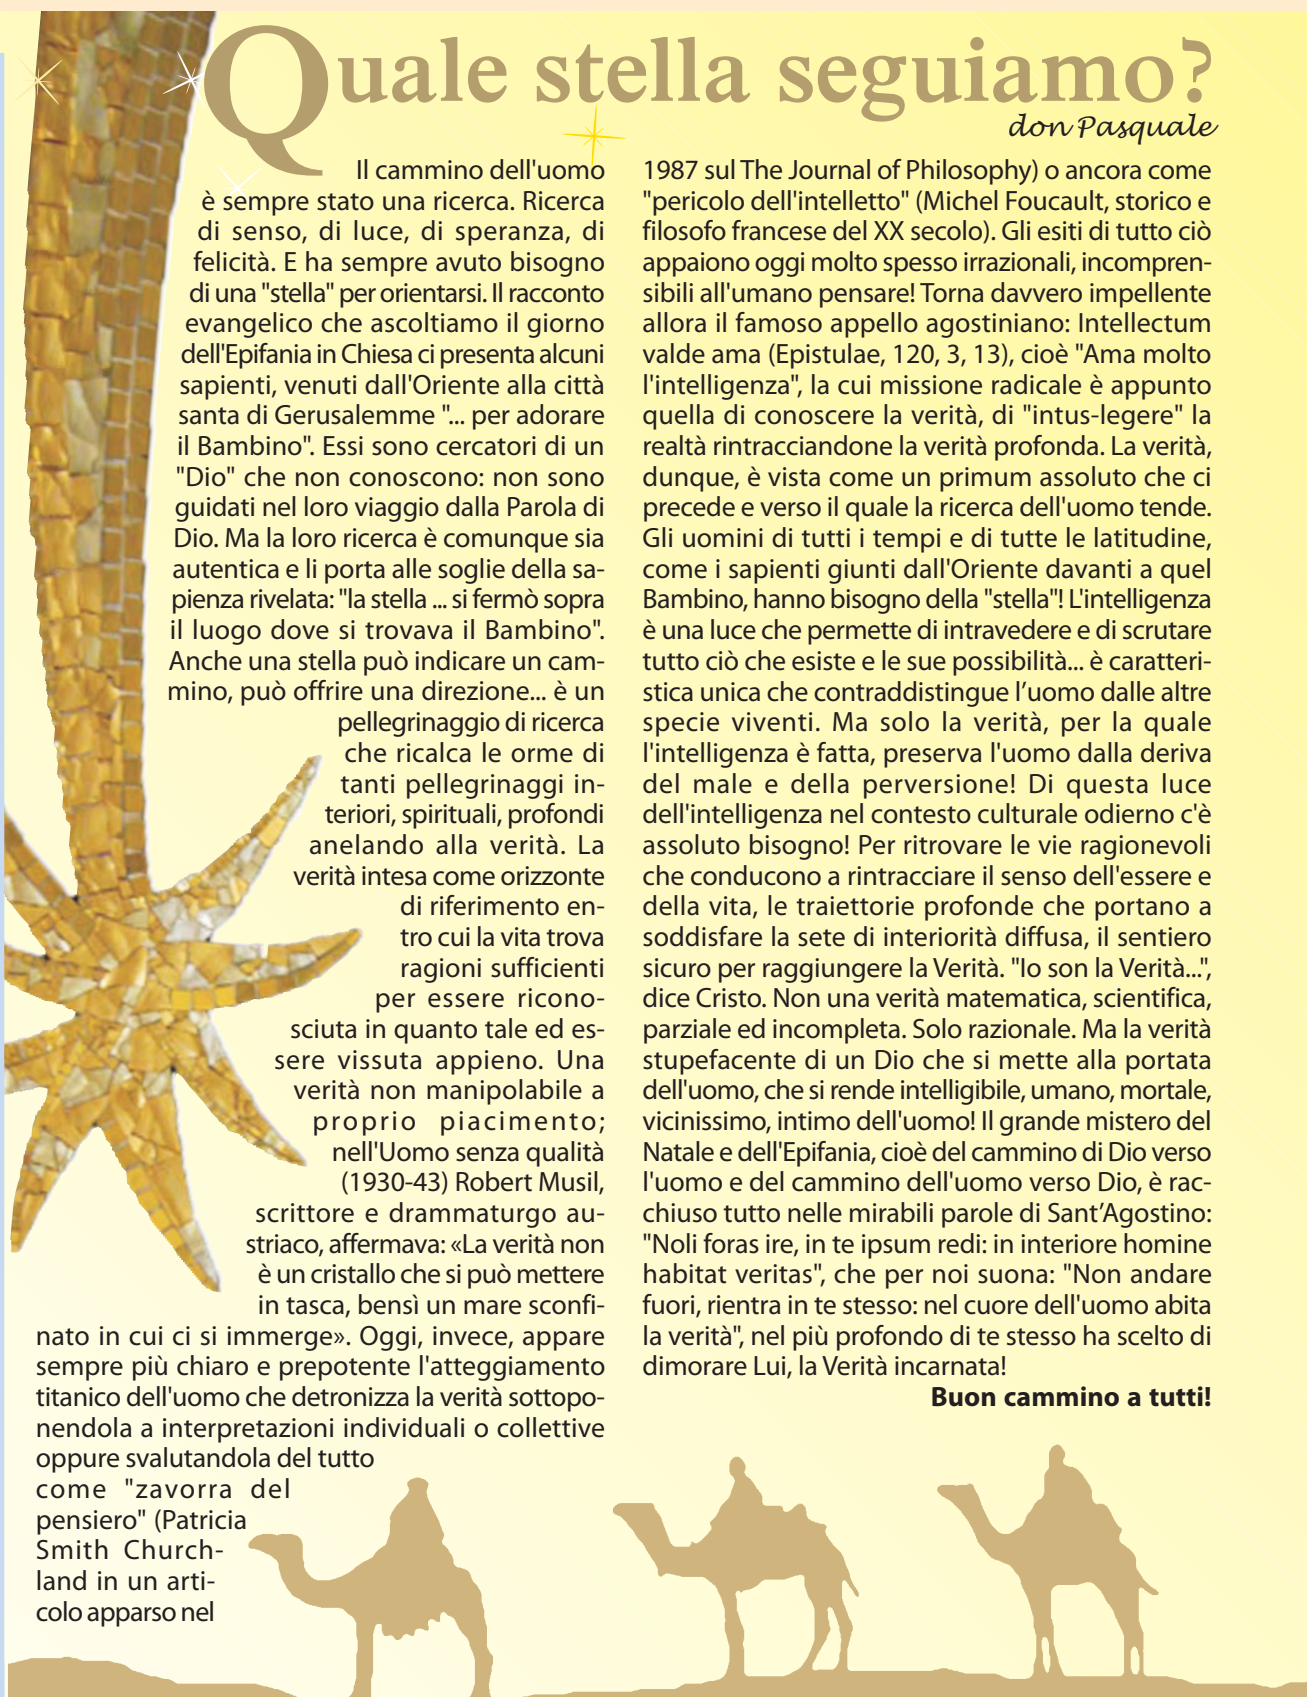 Quale stella seguiamo?
don Pasquale
Il cammino dell'uomo
è sempre stato una ricerca. Ricerca
di senso, di luce, di speranza, di
felicità. E ha sempre avuto bisogno
di una "stella" per orientarsi. Il racconto
evangelico che ascoltiamo il giorno
dell'Epifania in Chiesa ci presenta alcuni
sapienti, venuti dall'Oriente alla città
santa di Gerusalemme "... per adorare
il Bambino". Essi sono cercatori di un
"Dio" che non conoscono: non sono
guidati nel loro viaggio dalla Parola di
Dio. Ma la loro ricerca è comunque sia
autentica e li porta alle soglie della sa-
pienza rivelata: "la stella ... si fermò sopra
il luogo dove si trovava il Bambino".
Anche una stella può indicare un cam-
mino, può offrire una direzione... è un
pellegrinaggio di ricerca
che ricalca le orme di
tanti pellegrinaggi in-
teriori, spirituali, profondi
anelando alla verità. La
verità intesa come orizzonte
di riferimento en-
tro cui la vita trova
ragioni sufficienti
per essere ricono-
sciuta in quanto tale ed es-
sere vissuta appieno. Una
verità non manipolabile a
proprio piacimento;
nell'Uomo senza qualità
(1930-43) Robert Musil,
scrittore e drammaturgo au-
striaco, affermava: «La verità non
è un cristallo che si può mettere
in tasca, bensì un mare sconfi-
nato in cui ci si immerge». Oggi, invece, appare
sempre più chiaro e prepotente l'atteggiamento
titanico dell'uomo che detronizza la verità sottopo-
nendola a interpretazioni individuali o collettive
oppure svalutandola del tutto
come "zavorra del
pensiero" (Patricia
Smith Church-
land in un arti-
colo apparso nel
1987 sul The Journal of Philosophy) o ancora come
"pericolo dell'intelletto" (Michel Foucault, storico e
filosofo francese del XX secolo). Gli esiti di tutto ciò
appaiono oggi molto spesso irrazionali, incompren-
sibili all'umano pensare! Torna davvero impellente
allora il famoso appello agostiniano: Intellectum
valde ama (Epistulae, 120, 3, 13), cioè "Ama molto
l'intelligenza", la cui missione radicale è appunto
quella di conoscere la verità, di "intus-legere" la
realtà rintracciandone la verità profonda. La verità,
dunque, è vista come un primum assoluto che ci
precede e verso il quale la ricerca dell'uomo tende.
Gli uomini di tutti i tempi e di tutte le latitudine,
come i sapienti giunti dall'Oriente davanti a quel
Bambino, hanno bisogno della "stella"! L'intelligenza
è una luce che permette di intravedere e di scrutare
tutto ciò che esiste e le sue possibilità... è caratteri-
stica unica che contraddistingue l’uomo dalle altre
specie viventi. Ma solo la verità, per la quale
l'intelligenza è fatta, preserva l'uomo dalla deriva
del male e della perversione! Di questa luce
dell'intelligenza nel contesto culturale odierno c'è
assoluto bisogno! Per ritrovare le vie ragionevoli
che conducono a rintracciare il senso dell'essere e
della vita, le traiettorie profonde che portano a
soddisfare la sete di interiorità diffusa, il sentiero
sicuro per raggiungere la Verità. "Io son la Verità...",
dice Cristo. Non una verità matematica, scientifica,
parziale ed incompleta. Solo razionale. Ma la verità
stupefacente di un Dio che si mette alla portata
dell'uomo, che si rende intelligibile, umano, mortale,
vicinissimo, intimo dell'uomo! Il grande mistero del
Natale e dell'Epifania, cioè del cammino di Dio verso
l'uomo e del cammino dell'uomo verso Dio, è rac-
chiuso tutto nelle mirabili parole di Sant’Agostino:
"Noli foras ire, in te ipsum redi: in interiore homine
habitat veritas", che per noi suona: "Non andare
fuori, rientra in te stesso: nel cuore dell'uomo abita
la verità", nel più profondo di te stesso ha scelto di
dimorare Lui, la Verità incarnata!
Buon cammino a tutti!